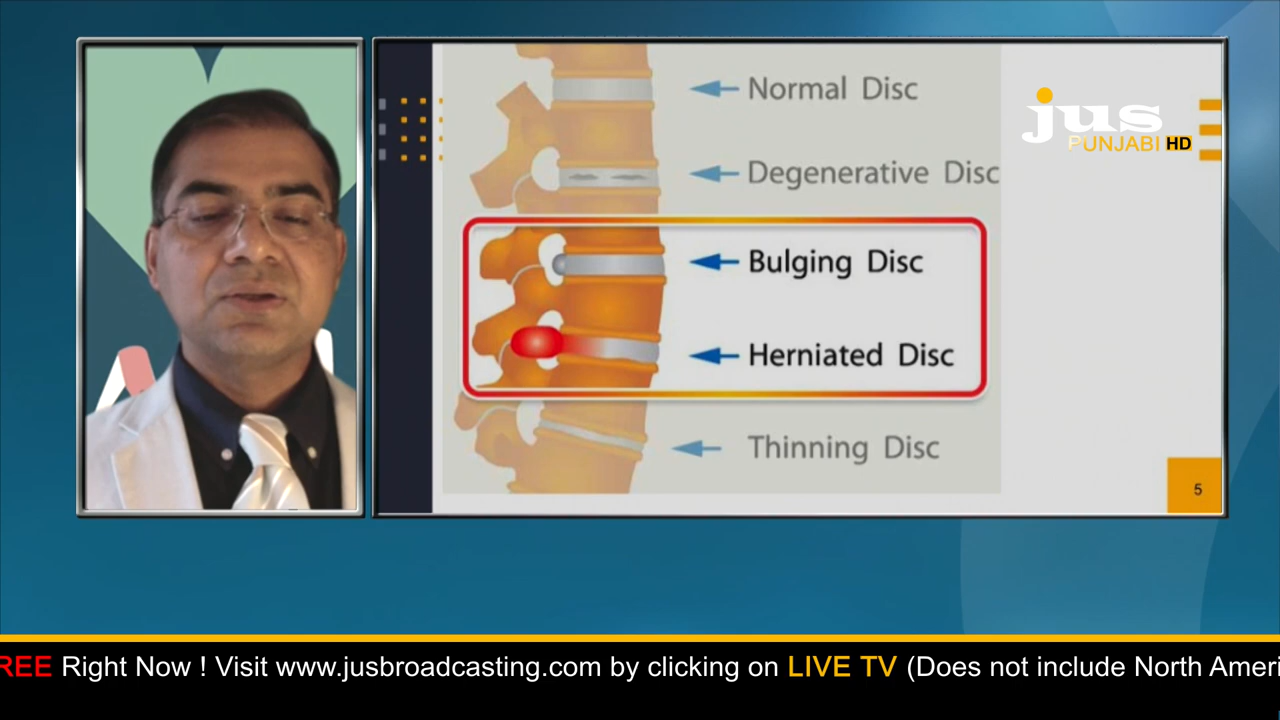 Normal Disc
jus
PUNJABI HD
Degenerative Disc
Bulging Disc
Herniated Disc
Thinning Disc
5
REE Right Now ! Visit www.jusbroadcasting.com by clicking on LIVE TV (Does not include North Ameri